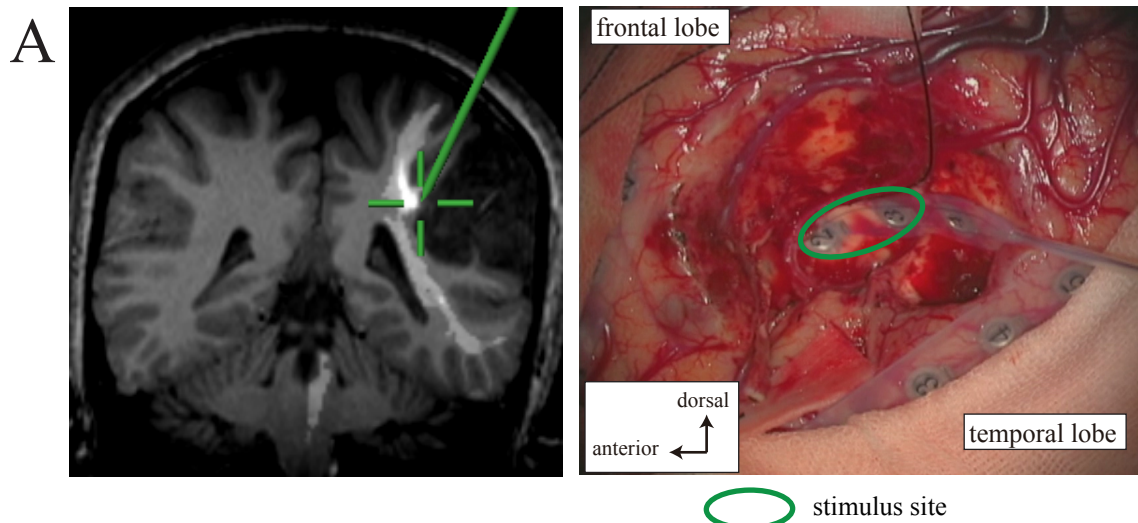 A
frontal lobe
dorsal
anterior
temporal lobe
stimulus site